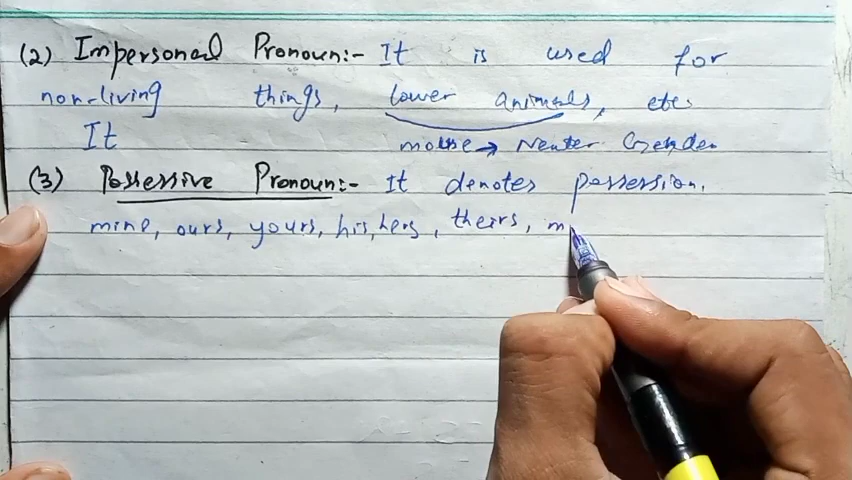 (2) Impersonal Pronoun:- It is used for
non-living things, lower animals, etc.
It mouse → Neuter Gender
(3) Possessive Pronoun:- It denotes possession.
mine, ours, yours, his, hers, theirs, m